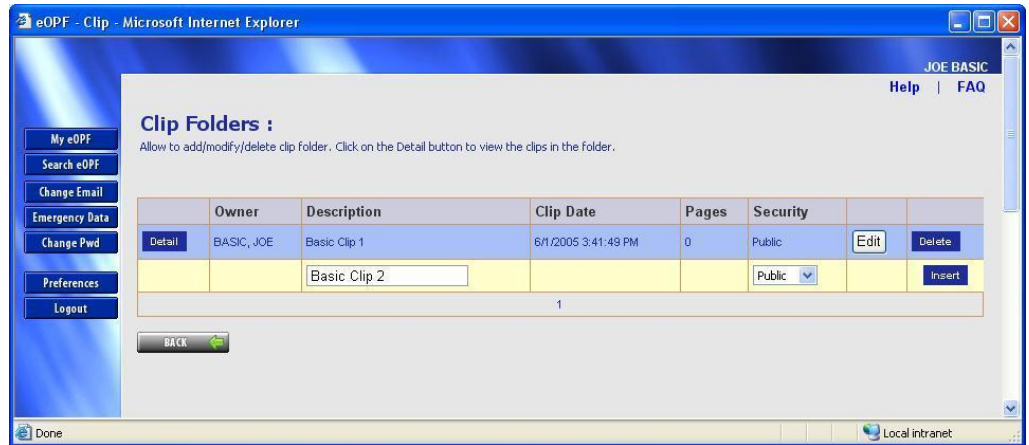 eOPF - Clip - Microsoft Internet Explorer
JOE BASIC
Help | FAQ
My eOPF
Search eOPF
Change Email
Emergency Data
Change Pwd
Preferences
Logout
Clip Folders :
Allow to add/modify/delete clip folder. Click on the Detail button to view the clips in the folder.
Owner Description Clip Date Pages Security
Detail BASIC, JOE Basic Clip 1 6/1/2005 3:41:49 PM 0 Public Edit Delete
Basic Clip 2 Public Insert
1
BACK
Done Local intranet